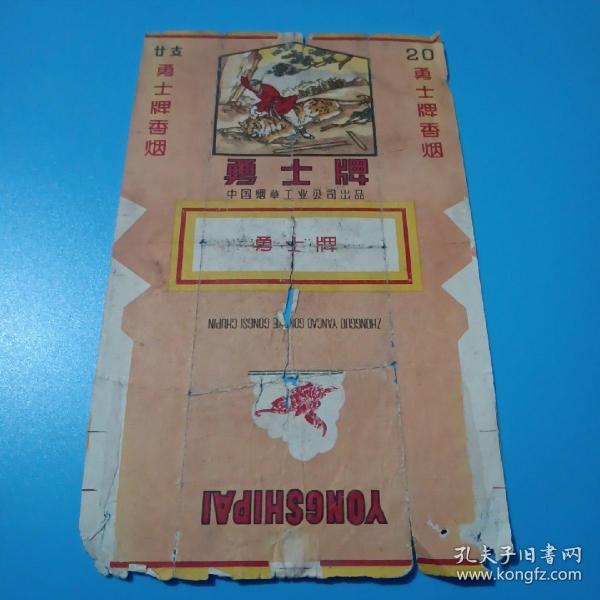 廿支
勇士牌香烟
20
勇士牌香烟
勇士牌
中国烟草工业公司出品
勇士牌
ZHONGGUO YANCAO GONGYE GONGSI CHUPIN
YONGSHIPAI
孔夫子旧书网
www.kongfz.com